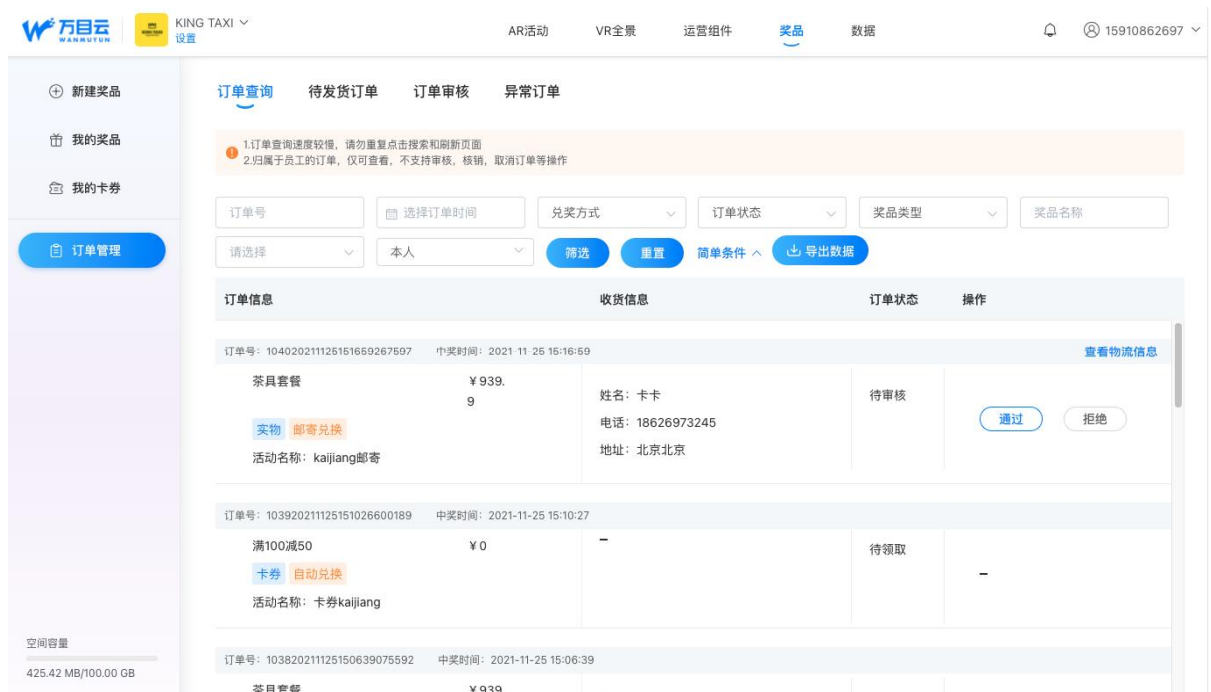 万目云
WANMUYUN
KING TAXI
设置
AR活动 VR全景 运营组件 奖品 数据
15910862697
新建奖品
我的奖品
我的卡券
订单管理
订单查询 待发货订单 订单审核 异常订单
1.订单查询速度较慢，请勿重复点击搜索和刷新页面
2.归属于员工的订单，仅可查看，不支持审核，核销，取消订单等操作
订单号 选择订单时间 兑奖方式 订单状态 奖品类型 奖品名称
请选择 本人 筛选 重置 简单条件 导出数据
订单信息 收货信息 订单状态 操作
订单号：104020211125151659267597 中奖时间：2021-11-25 15:16:59 查看物流信息
茶具套餐 ¥939.
9
实物 邮寄兑换
活动名称：kaijiang邮寄
姓名：卡卡
电话：18626973245
地址：北京北京
待审核
通过 拒绝
订单号：103920211125151026600189 中奖时间：2021-11-25 15:10:27
满100减50 ¥0 –
卡券 自动兑换
活动名称：卡券kaijiang
待领取
–
订单号：103820211125150639075592 中奖时间：2021-11-25 15:06:39
茶具套餐 ¥939.
空间容量
425.42 MB/100.00 GB